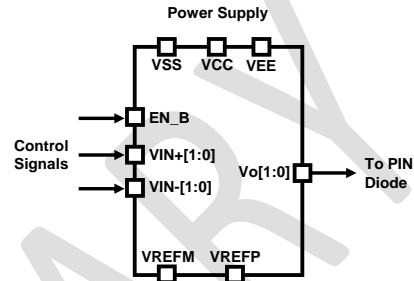 Power Supply
VSS VCC VEE
EN_B
Control
Signals
VIN+[1:0]
VIN-[1:0]
Vo[1:0]
To PIN
Diode
VREFM VREFP